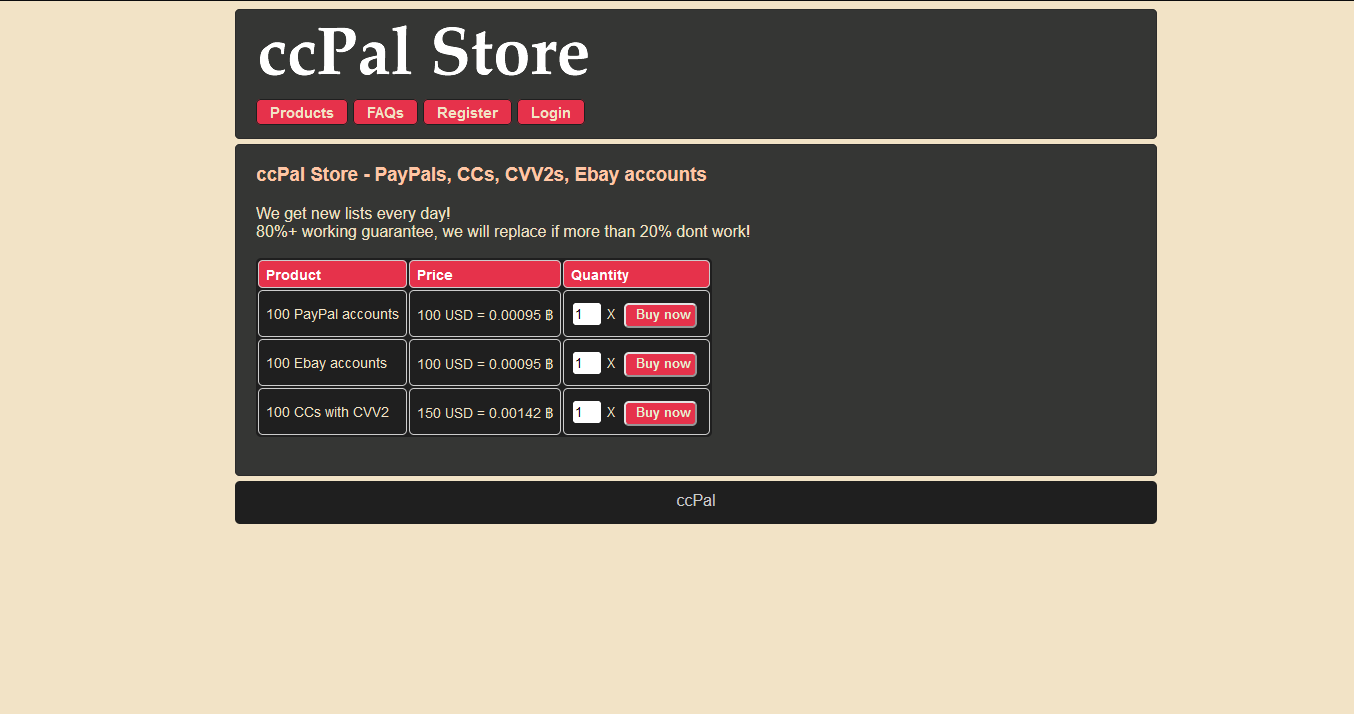 ccPal Store
Products FAQs Register Login
ccPal Store - PayPals, CCs, CVV2s, Ebay accounts
We get new lists every day!
80%+ working guarantee, we will replace if more than 20% dont work!
Product Price Quantity
100 PayPal accounts 100 USD = 0.00095 ฿ 1 X Buy now
100 Ebay accounts 100 USD = 0.00095 ฿ 1 X Buy now
100 CCs with CVV2 150 USD = 0.00142 ฿ 1 X Buy now
ccPal